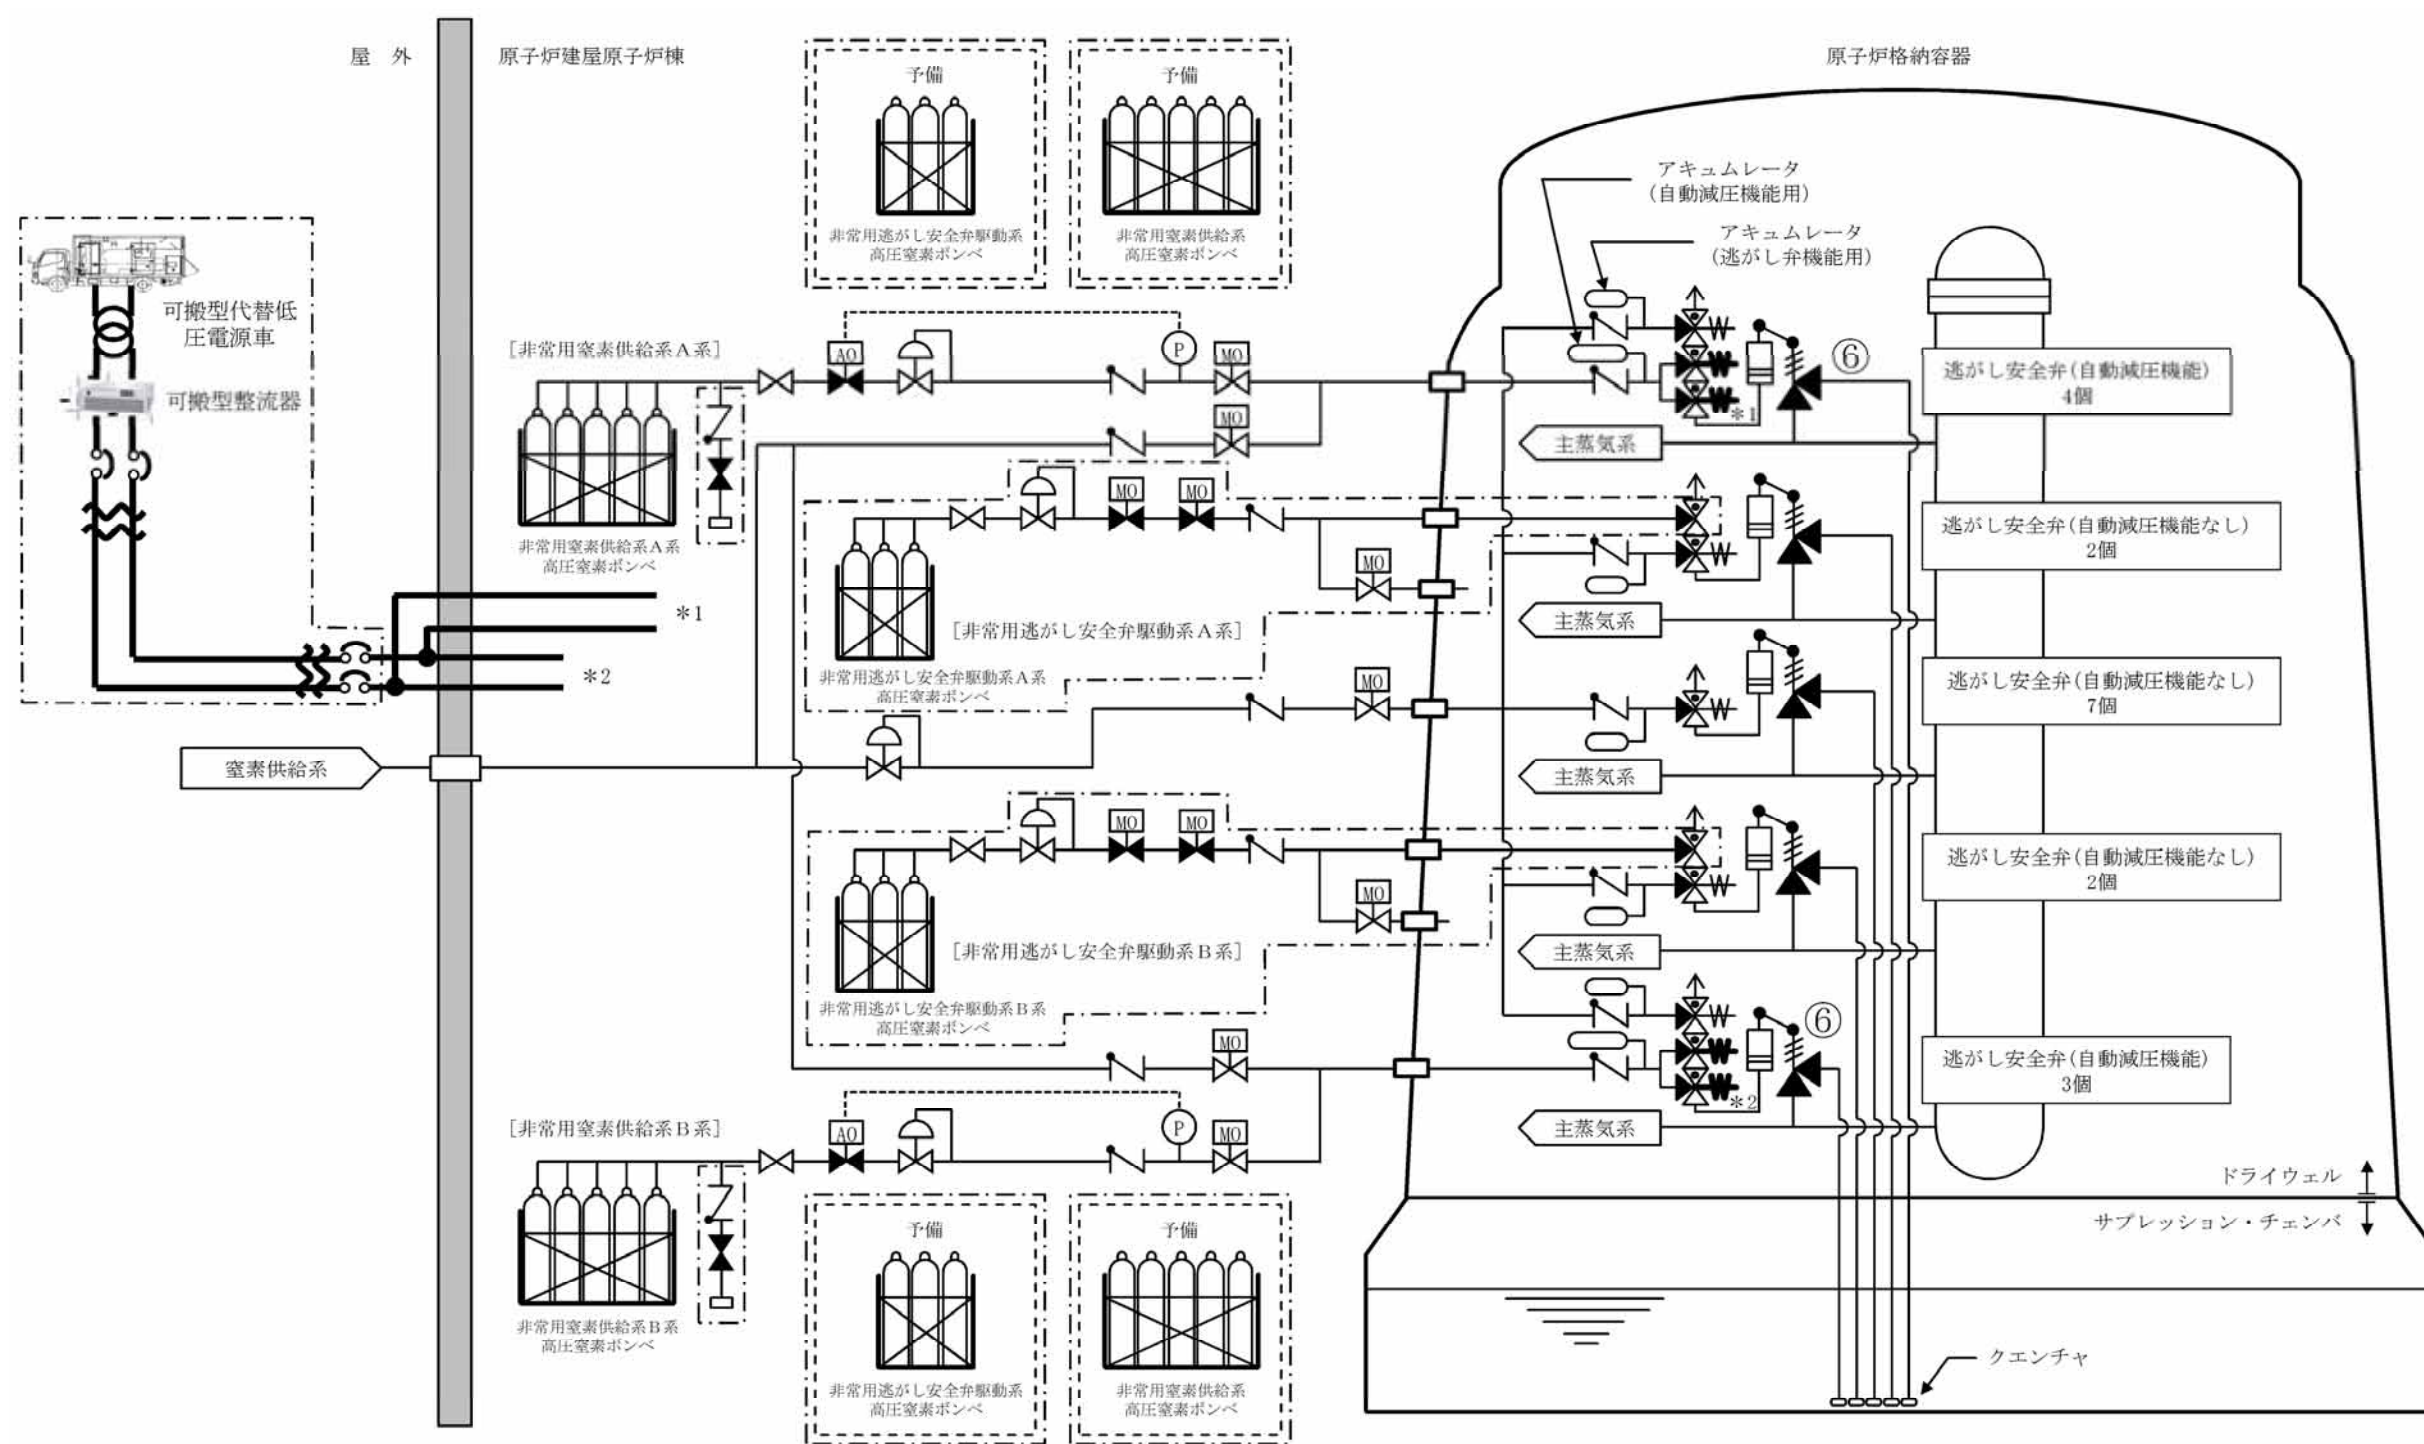 屋 外
原子炉建屋原子炉棟
原子炉格納容器
予備
非常用逃がし安全弁駆動系
高圧窒素ボンベ
予備
非常用窒素供給系
高圧窒素ボンベ
アキュムレータ
(自動減圧機能用)
アキュムレータ
(逃がし弁機能用)
可搬型代替低
圧電源車
可搬型整流器
[非常用窒素供給系A系]
AO
P
MO
MO
非常用窒素供給系A系
高圧窒素ボンベ
*1
⑥
逃がし安全弁(自動減圧機能)
4個
主蒸気系
MO
MO
MO
[非常用逃がし安全弁駆動系A系]
非常用逃がし安全弁駆動系A系
高圧窒素ボンベ
逃がし安全弁(自動減圧機能なし)
2個
主蒸気系
*1
*2
MO
逃がし安全弁(自動減圧機能なし)
7個
主蒸気系
窒素供給系
MO
MO
MO
[非常用逃がし安全弁駆動系B系]
非常用逃がし安全弁駆動系B系
高圧窒素ボンベ
逃がし安全弁(自動減圧機能なし)
2個
主蒸気系
MO
⑥
*2
逃がし安全弁(自動減圧機能)
3個
主蒸気系
[非常用窒素供給系B系]
AO
P
MO
非常用窒素供給系B系
高圧窒素ボンベ
ドライウェル
サプレッション・チェンバ
予備
非常用逃がし安全弁駆動系
高圧窒素ボンベ
予備
非常用窒素供給系
高圧窒素ボンベ
クエンチャ